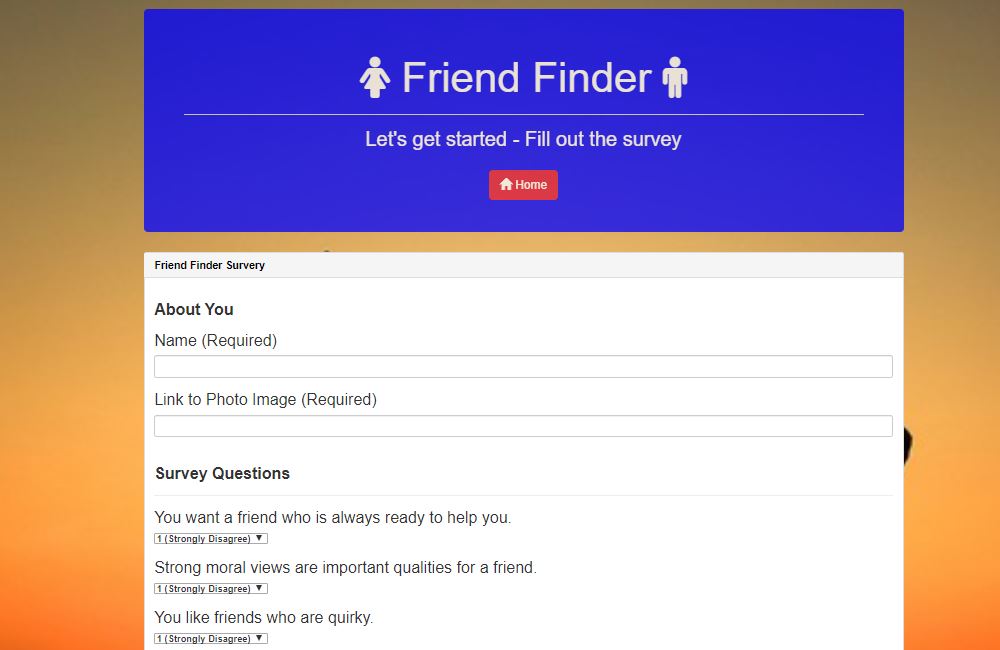 Friend Finder
Let's get started - Fill out the survey
Home
Friend Finder Survery
About You
Name (Required)
Link to Photo Image (Required)
Survey Questions
You want a friend who is always ready to help you.
1 (Strongly Disagree) ▼
Strong moral views are important qualities for a friend.
1 (Strongly Disagree) ▼
You like friends who are quirky.
1 (Strongly Disagree) ▼